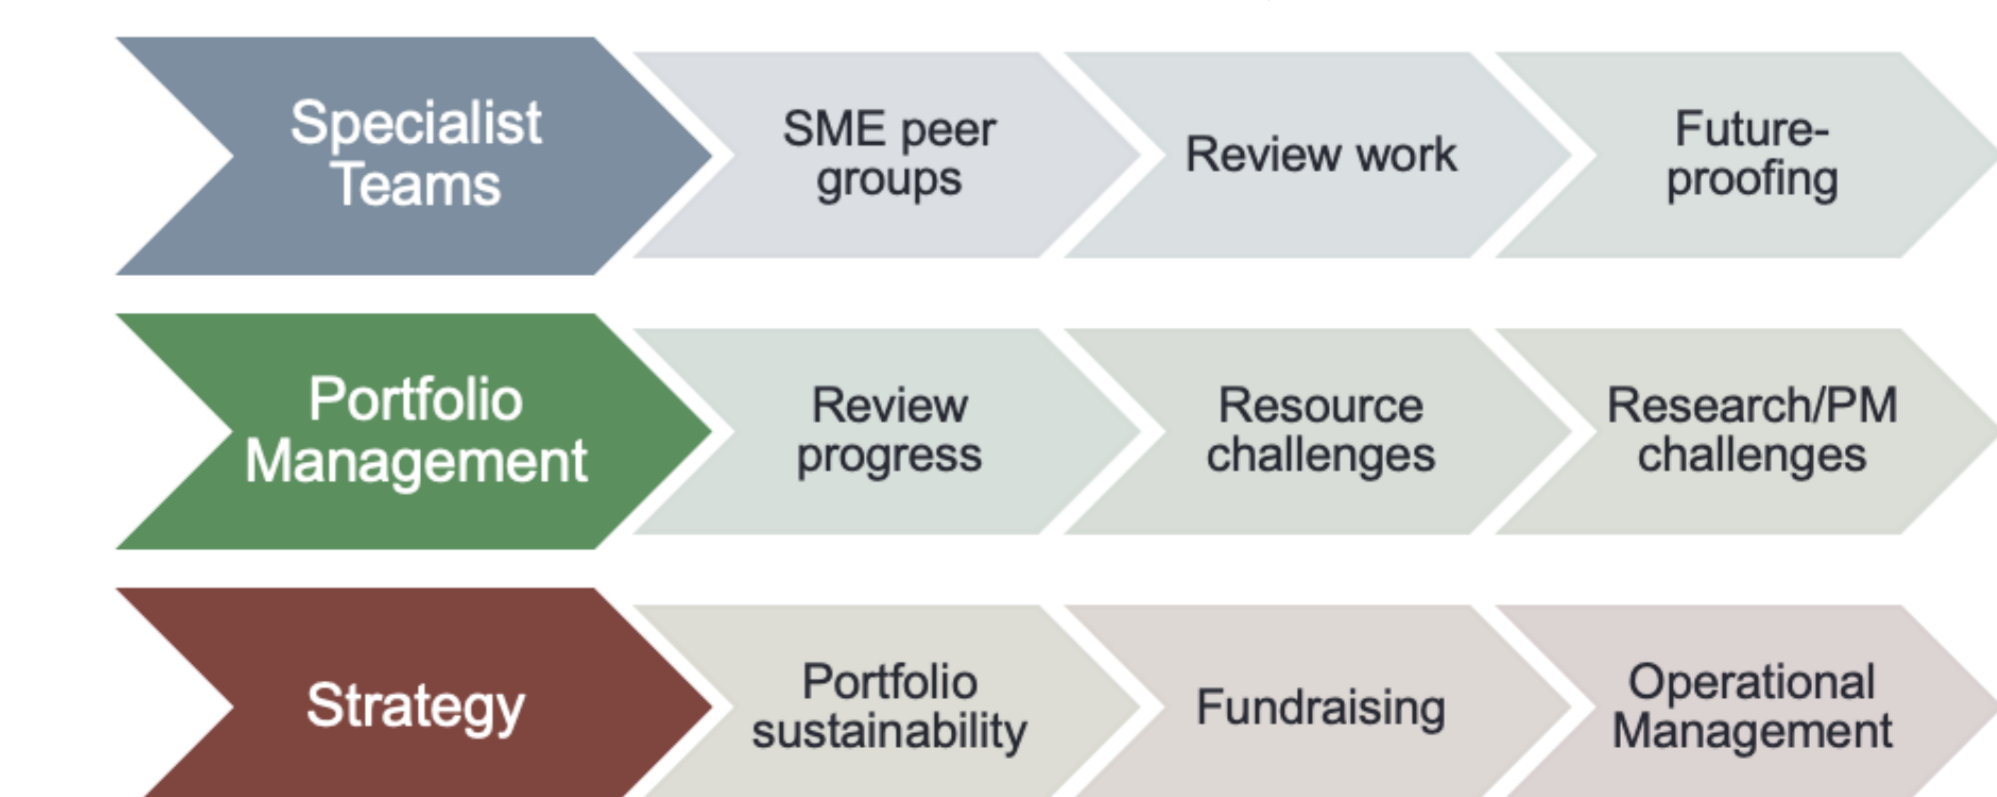 Specialist
Teams
SME peer
groups
Review work
Future-
proofing
Portfolio
Management
Review
progress
Resource
challenges
Research/PM
challenges
Strategy
Portfolio
sustainability
Fundraising
Operational
Management